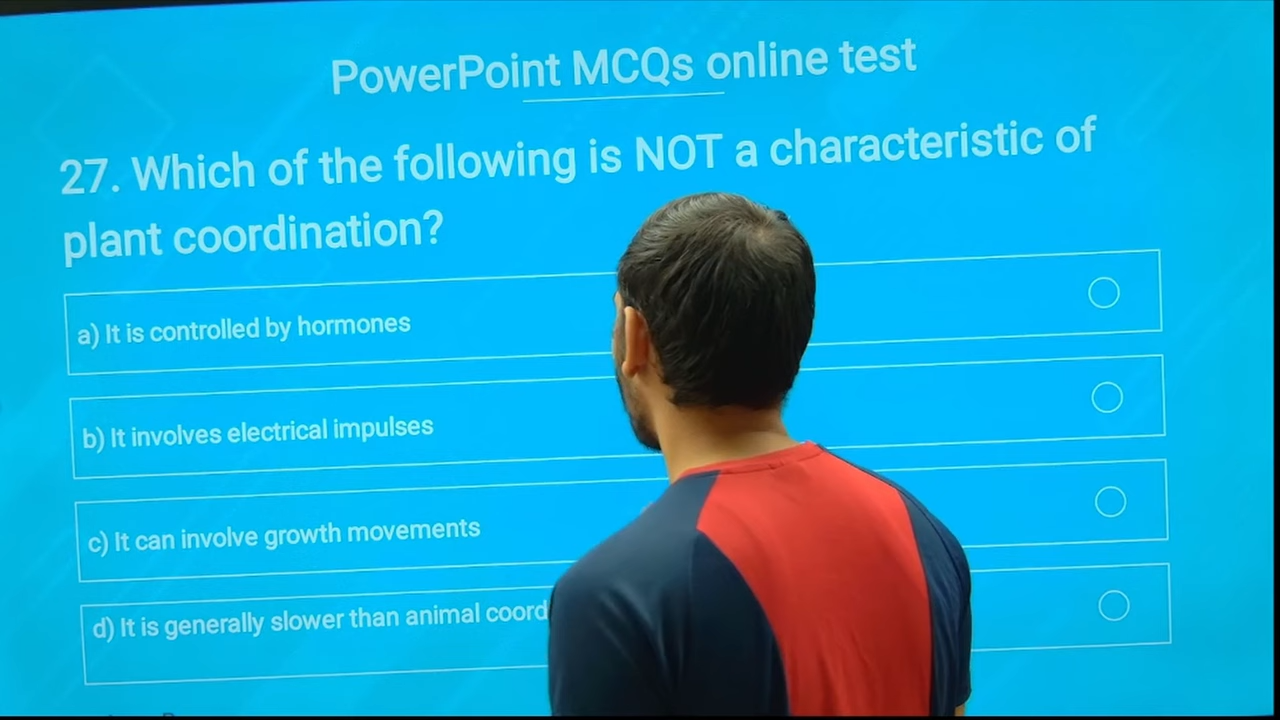 PowerPoint MCQs online test
27. Which of the following is NOT a characteristic of
plant coordination?
a) It is controlled by hormones
b) It involves electrical impulses
c) It can involve growth movements
d) It is generally slower than animal coord